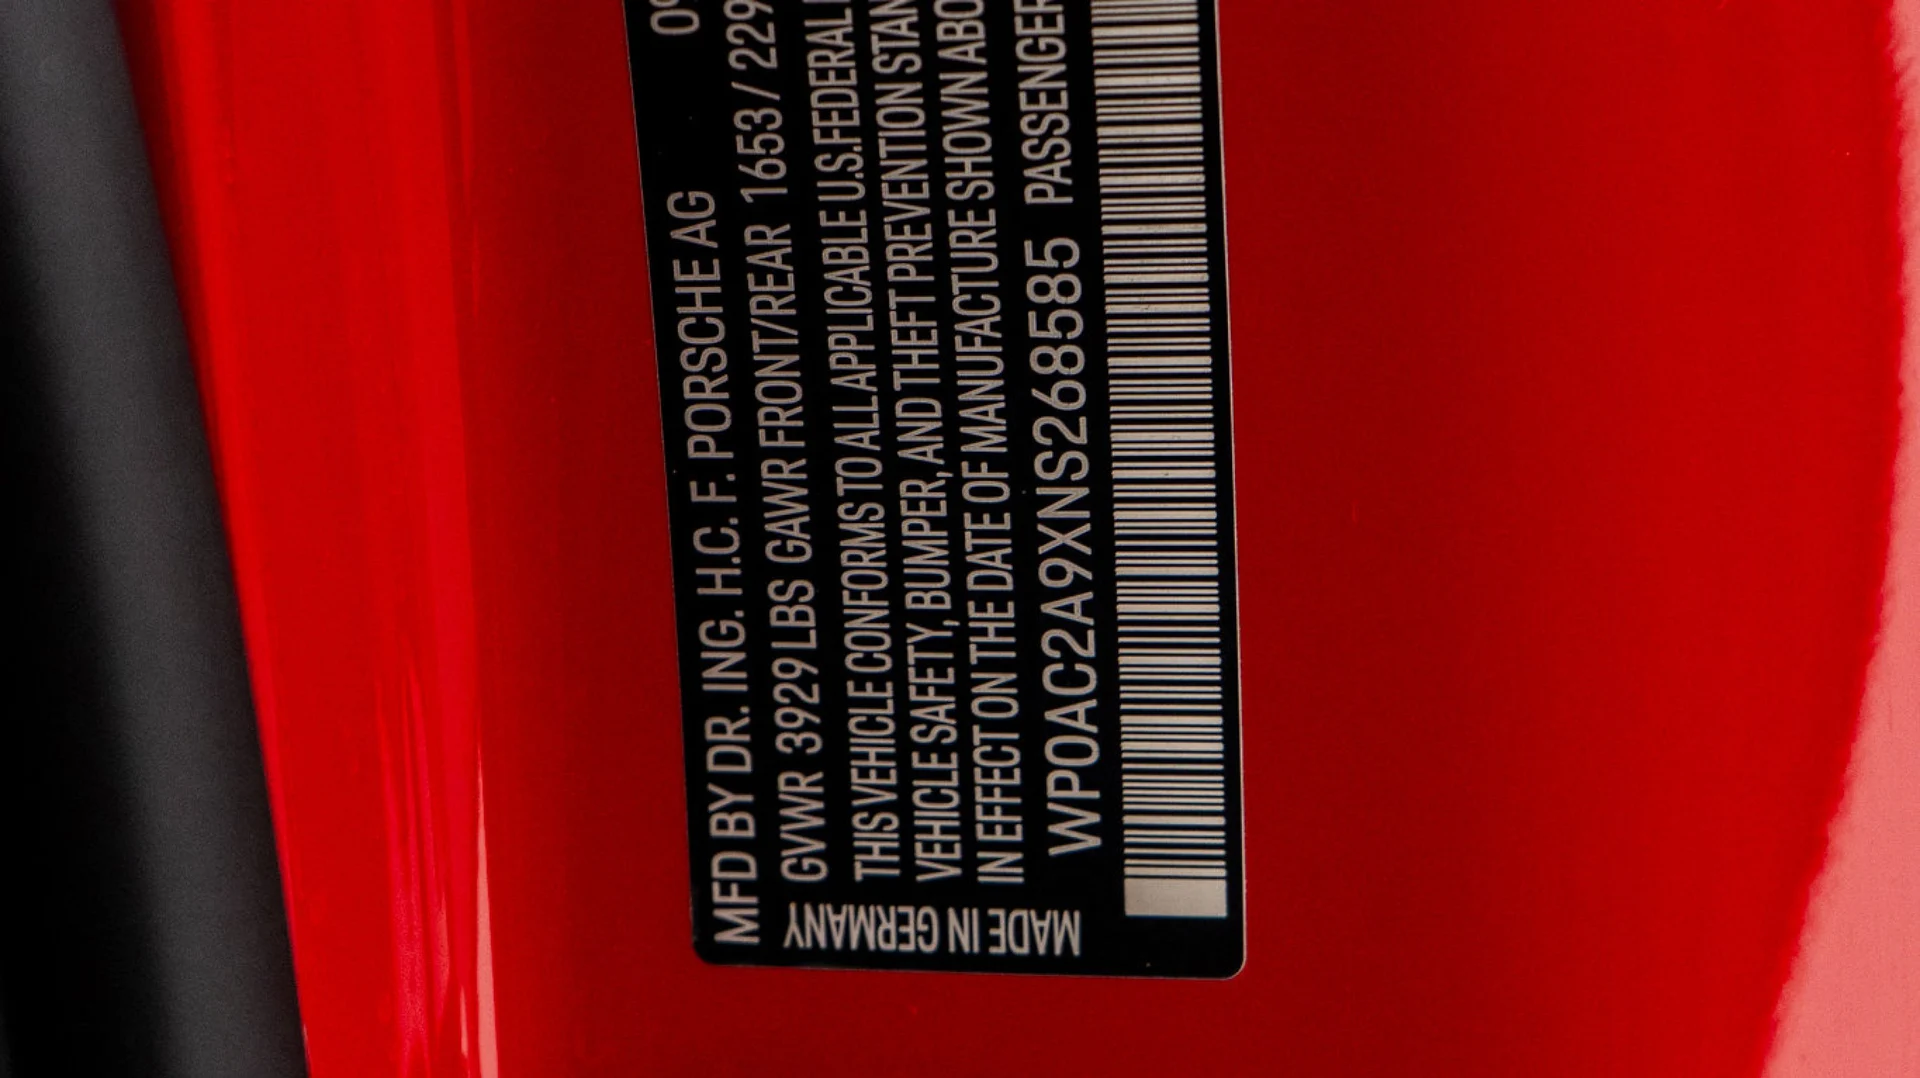 MFD BY DR. ING. H.C. F. PORSCHE AG 09
GVWR 3929 LBS GAWR FRONT/REAR 1653 / 229
THIS VEHICLE CONFORMS TO ALL APPLICABLE U.S. FEDERAL
VEHICLE SAFETY, BUMPER, AND THEFT PREVENTION STAN
IN EFFECT ON THE DATE OF MANUFACTURE SHOWN ABO
WP0AC2A9XNS268585 PASSENGER
MADE IN GERMANY